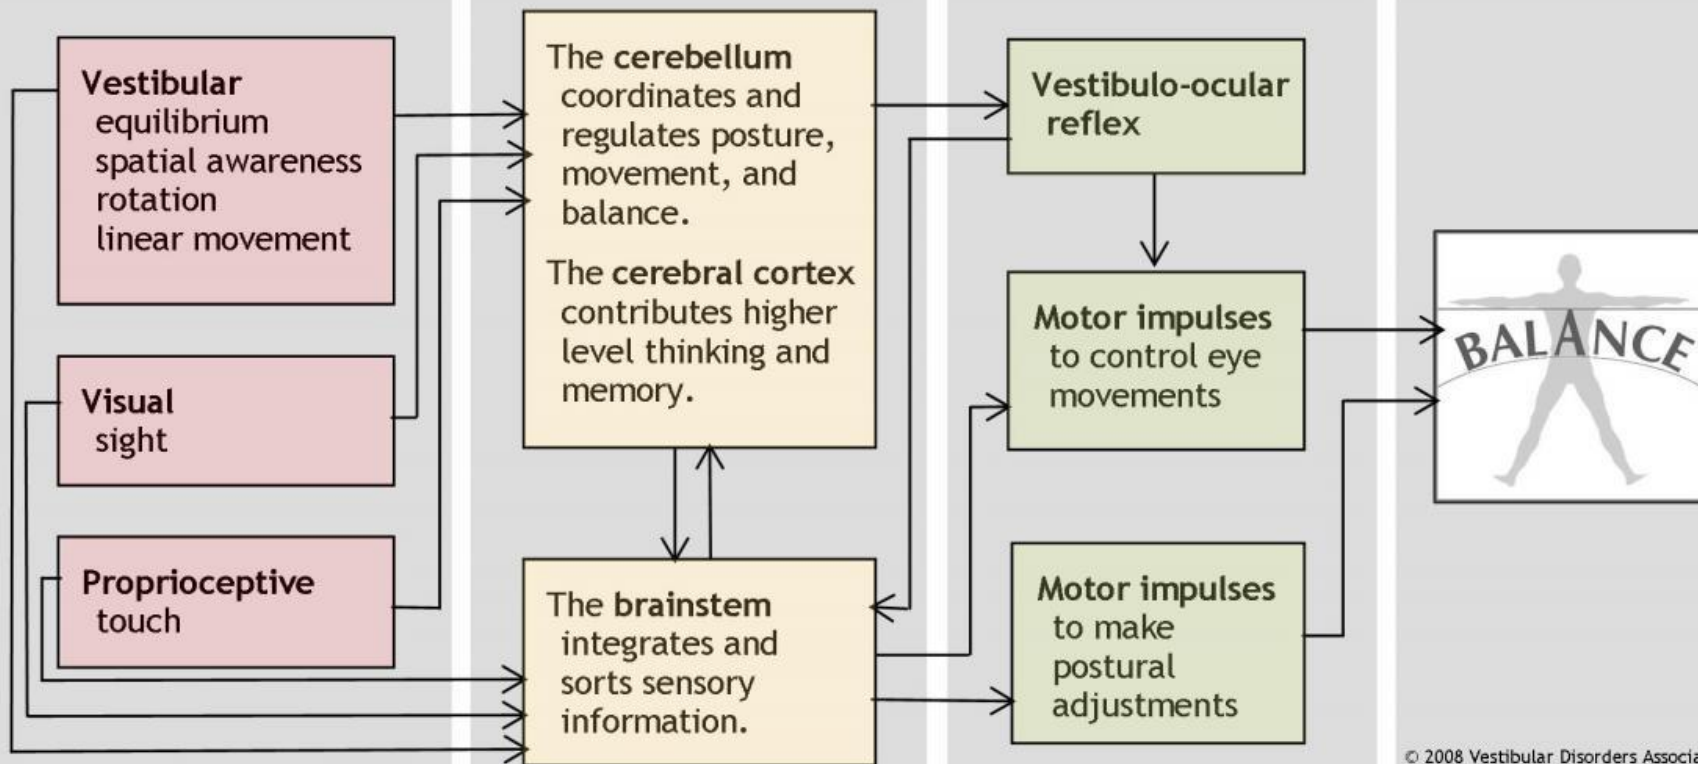 Vestibular
equilibrium
spatial awareness
rotation
linear movement
Visual
sight
Proprioceptive
touch
The cerebellum
coordinates and
regulates posture,
movement, and
balance.
The cerebral cortex
contributes higher
level thinking and
memory.
The brainstem
integrates and
sorts sensory
information.
Vestibulo-ocular
reflex
Motor impulses
to control eye
movements
Motor impulses
to make
postural
adjustments
BALANCE
© 2008 Vestibular Disorders Associa